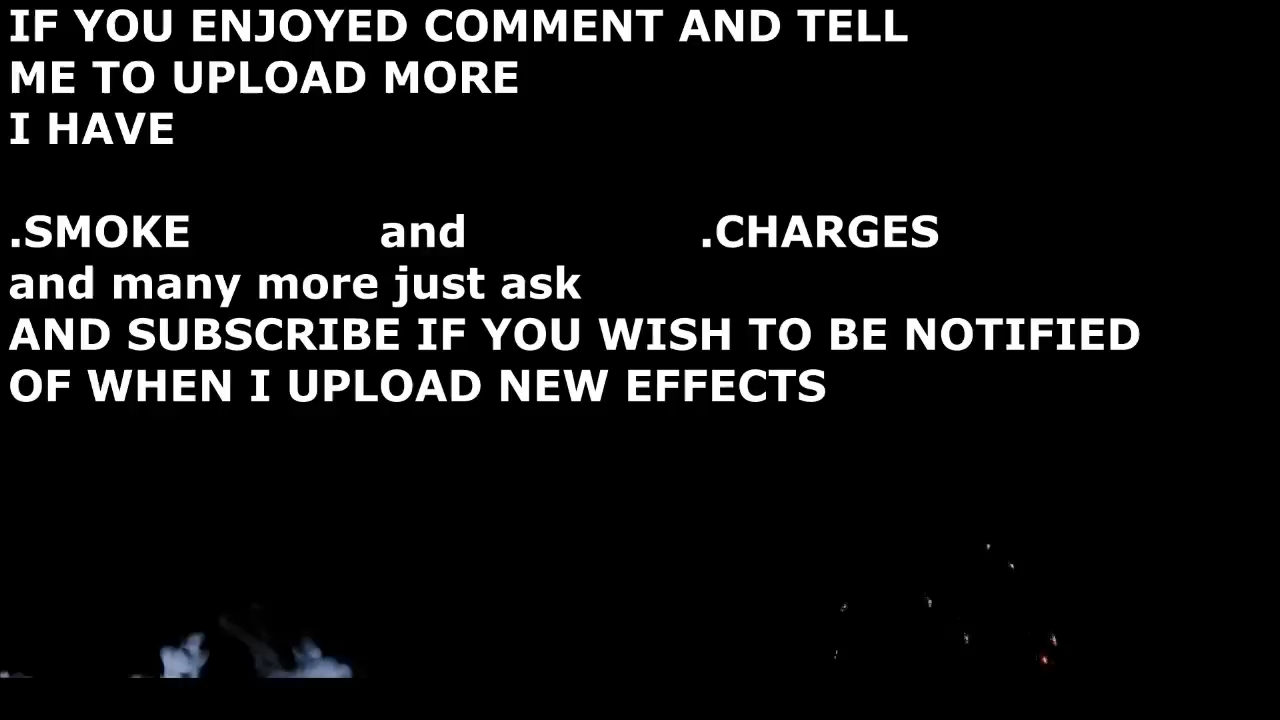 IF YOU ENJOYED COMMENT AND TELL
ME TO UPLOAD MORE
I HAVE
.SMOKE and .CHARGES
and many more just ask
AND SUBSCRIBE IF YOU WISH TO BE NOTIFIED
OF WHEN I UPLOAD NEW EFFECTS